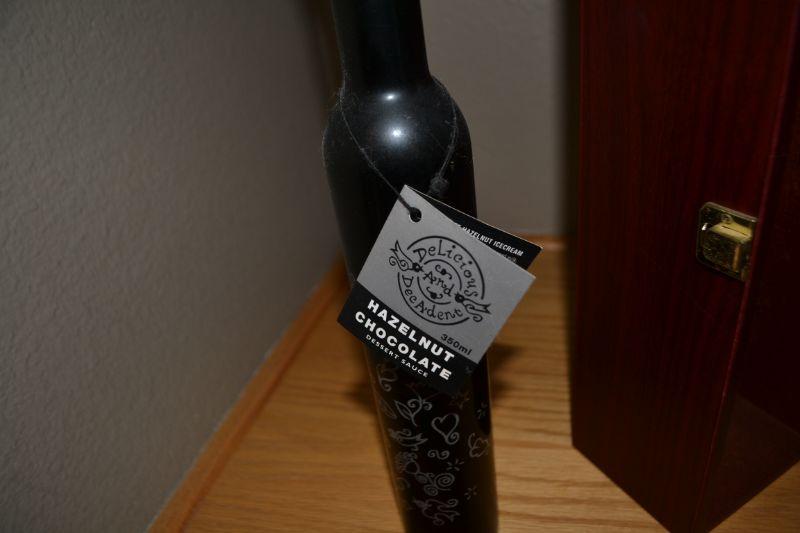 HAZELNUT ICECREAM
Delicious
And
Decadent
350ml
HAZELNUT
CHOCOLATE
DESSERT SAUCE